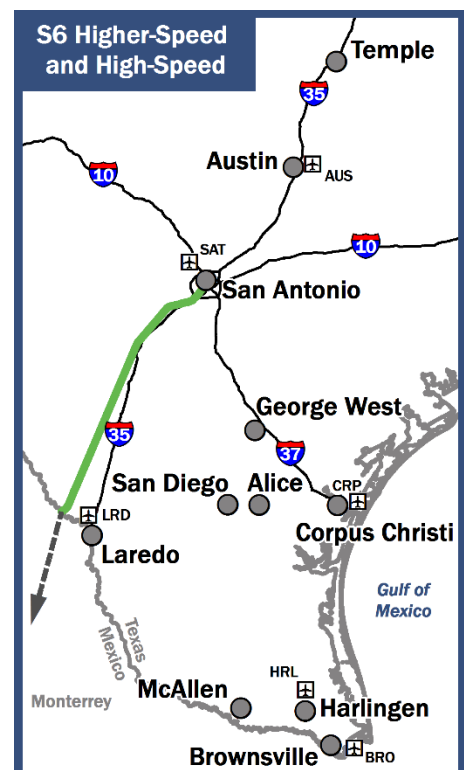 S6 Higher-Speed
and High-Speed
Temple
35
Austin
AUS
10
10
SAT
San Antonio
George West
35
37
San Diego
Alice
CRP
LRD
Corpus Christi
Laredo
Gulf of
Mexico
Texas
Mexico
HRL
Monterrey
McAllen
Harlingen
Brownsville
BRO